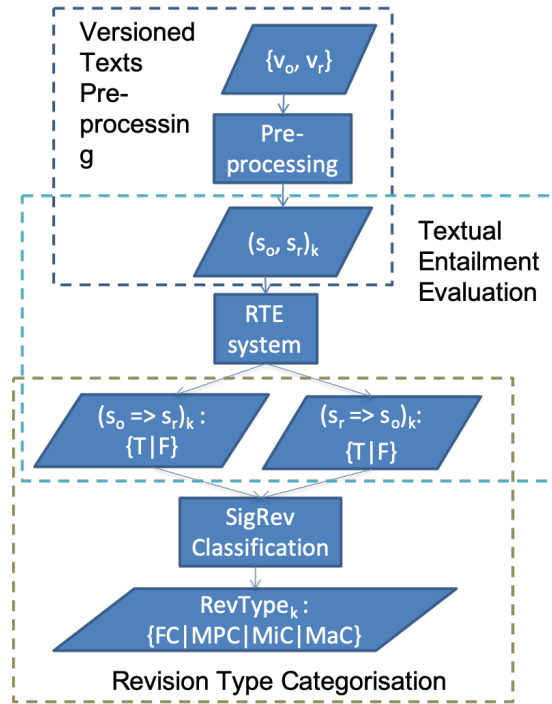 Versioned
Texts
Pre-
processin
g
{vₒ, vᵣ}
Pre-
processing
(sₒ, sᵣ)ₖ
Textual
Entailment
Evaluation
RTE
system
(sₒ => sᵣ)ₖ :
{T|F}
(sᵣ => sₒ)ₖ:
{T|F}
SigRev
Classification
RevTypeₖ :
{FC|MPC|MiC|MaC}
Revision Type Categorisation